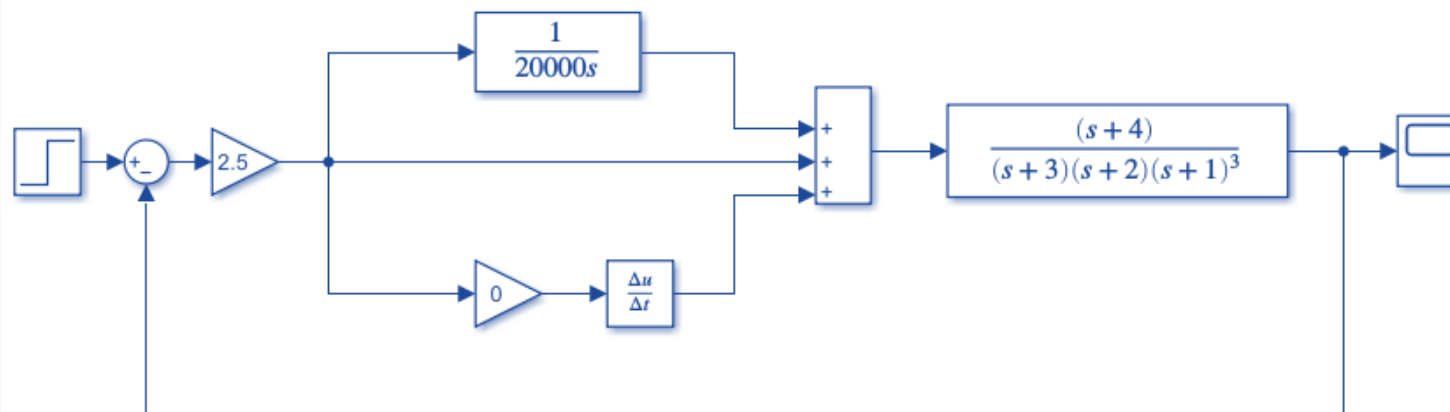 1
20000s
+
−
2.5
+
+
+
(s + 4)
(s + 3)(s + 2)(s + 1)³
0
Δu
Δt